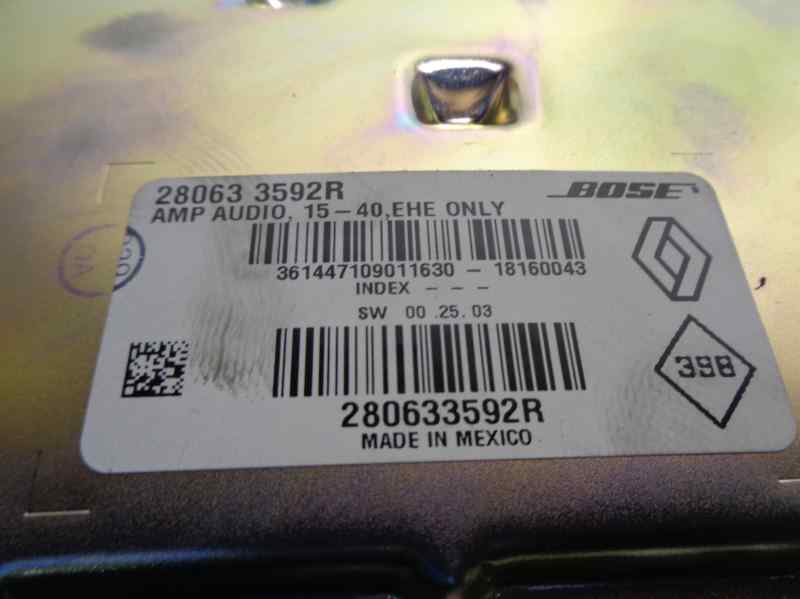 28063 3592R
BOSE
AMP AUDIO, 15-40,EHE ONLY
361447109011630 - 18160043
INDEX - - -
SW 00 .25. 03
398
280633592R
MADE IN MEXICO